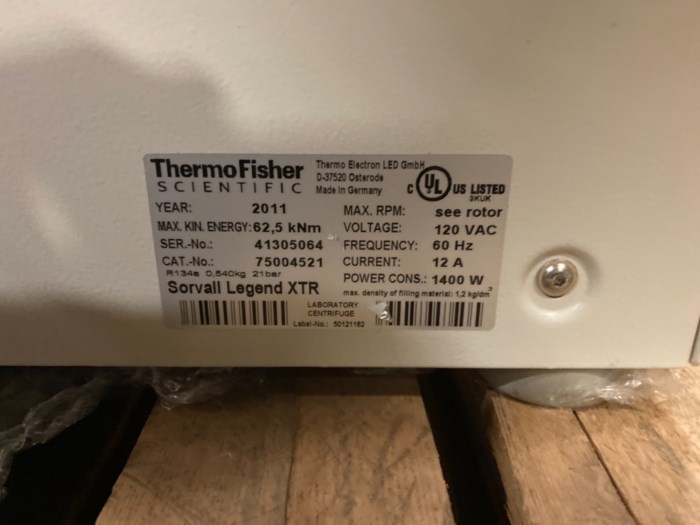 ThermoFisher
SCIENTIFIC
Thermo Electron LED GmbH
D-37520 Osterode
Made in Germany
C UL US LISTED
3KUK
YEAR: 2011
MAX. KIN. ENERGY: 62,5 kNm
SER.-No.: 41305064
CAT.-No.: 75004521
R134a 0,540kg 21bar
Sorvall Legend XTR
MAX. RPM: see rotor
VOLTAGE: 120 VAC
FREQUENCY: 60 Hz
CURRENT: 12 A
POWER CONS.: 1400 W
max. density of filling material: 1,2 kg/dm³
LABORATORY
CENTRIFUGE
Label-No.: 50121182